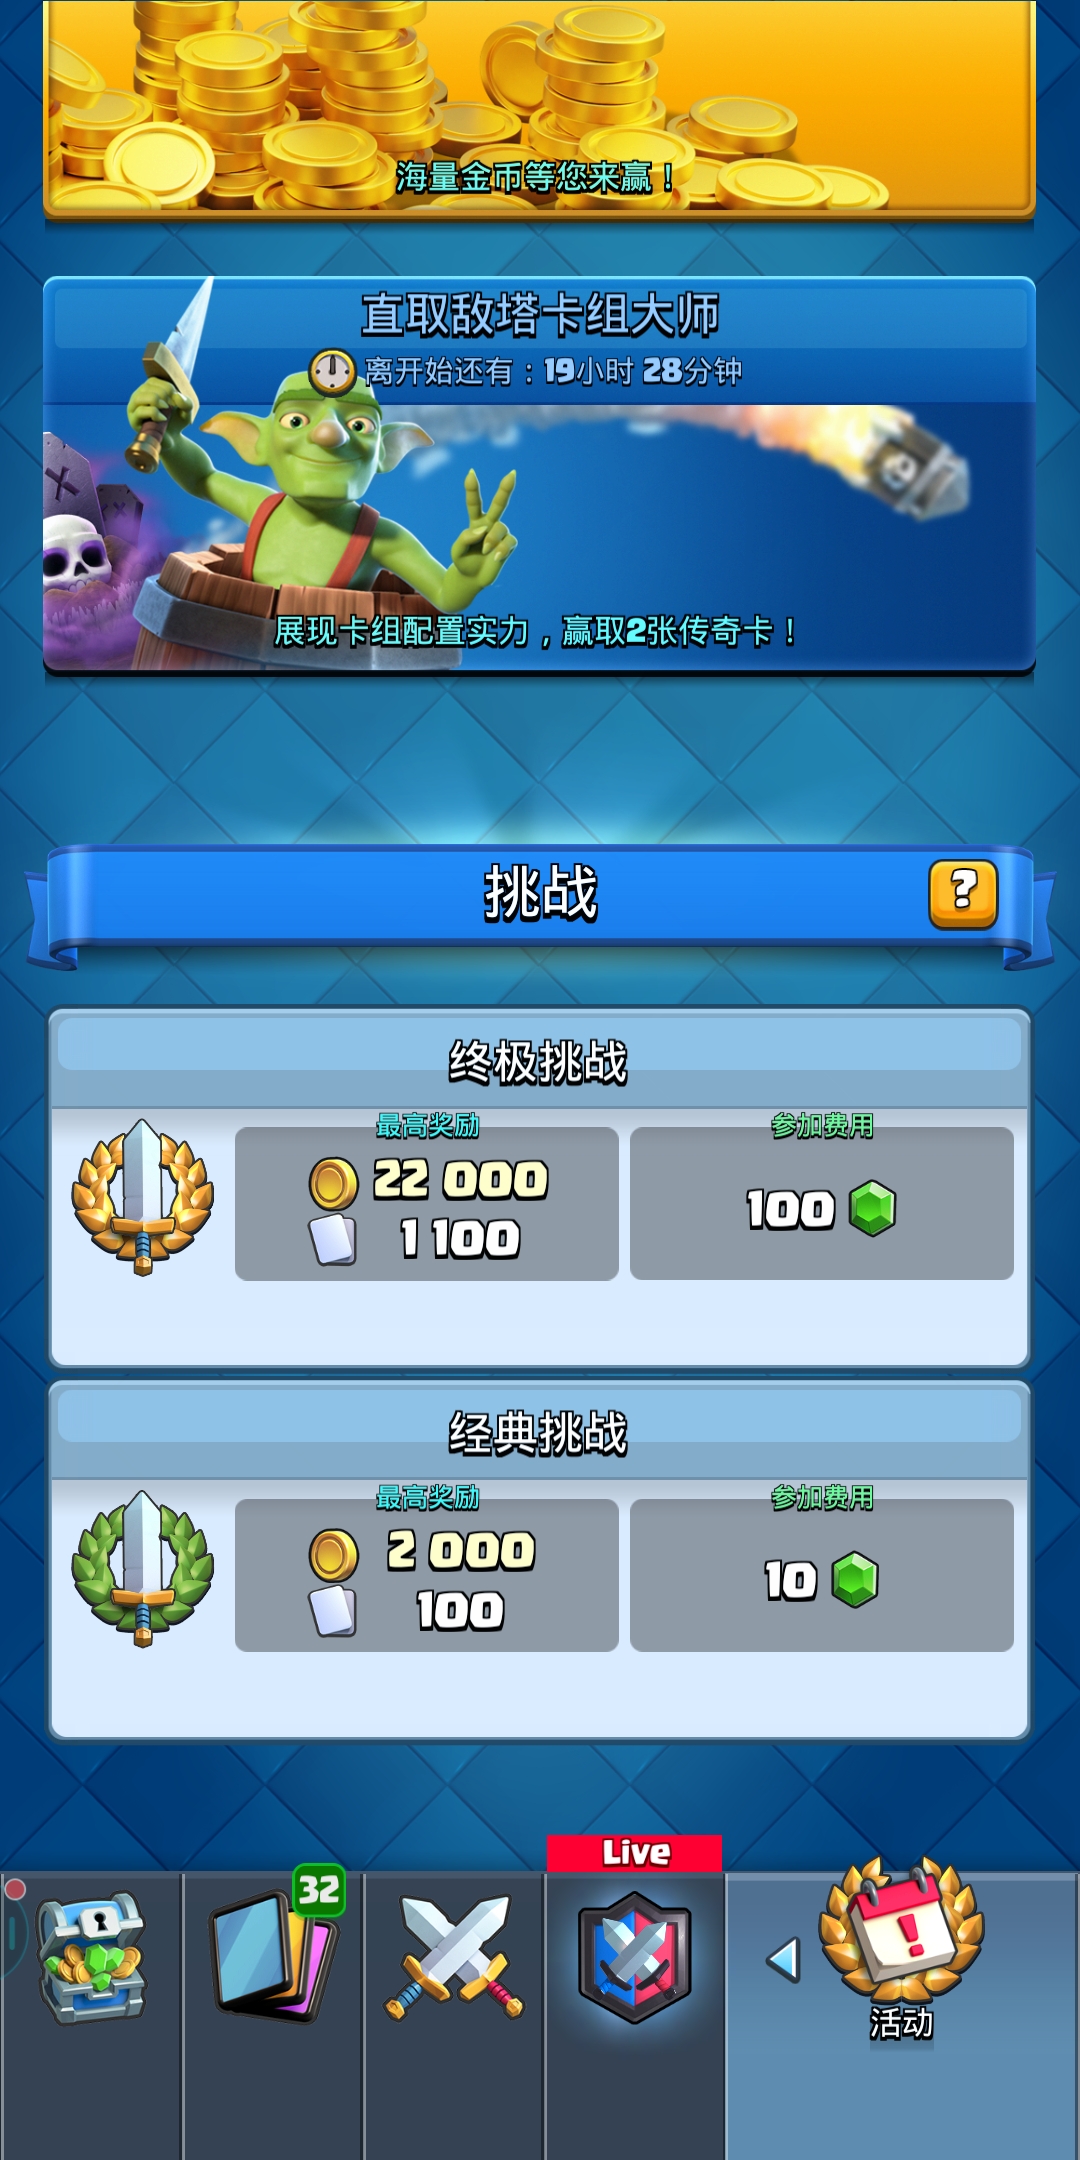 海量金币等您来赢！
直取敌塔卡组大师
离开始还有：19小时 28分钟
展现卡组配置实力，赢取2张传奇卡！
挑战
?
终极挑战
最高奖励
参加费用
22 000
1 100
100
经典挑战
最高奖励
参加费用
2 000
100
10
Live
32
活动